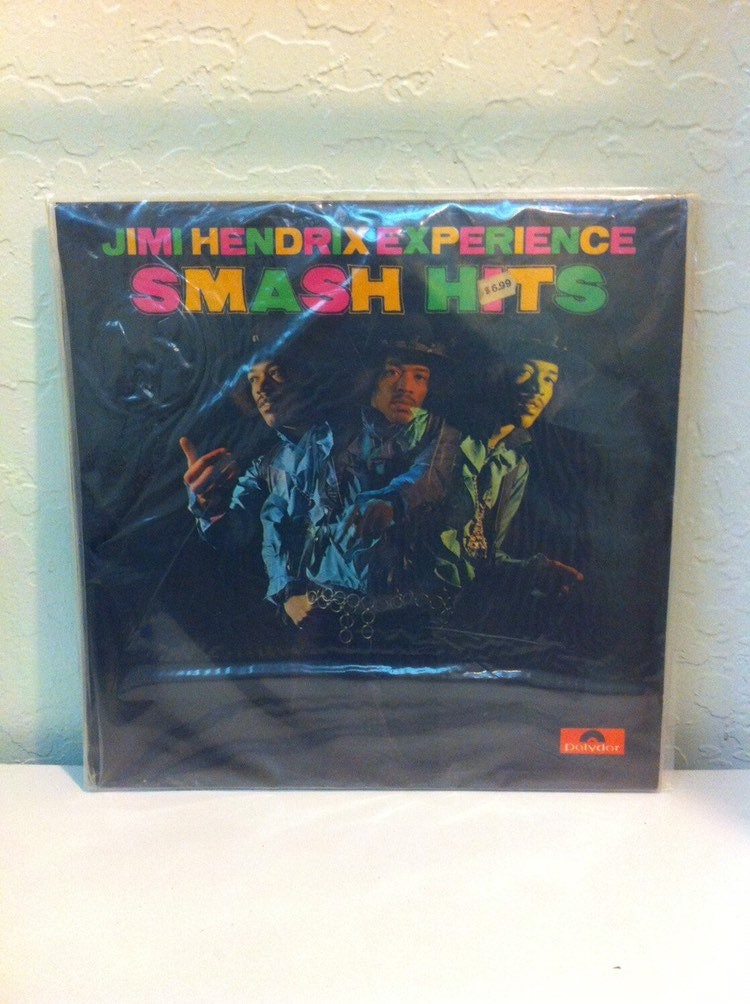 JIMI HENDRIX EXPERIENCE
SMASH HITS
$6.99
Polydor